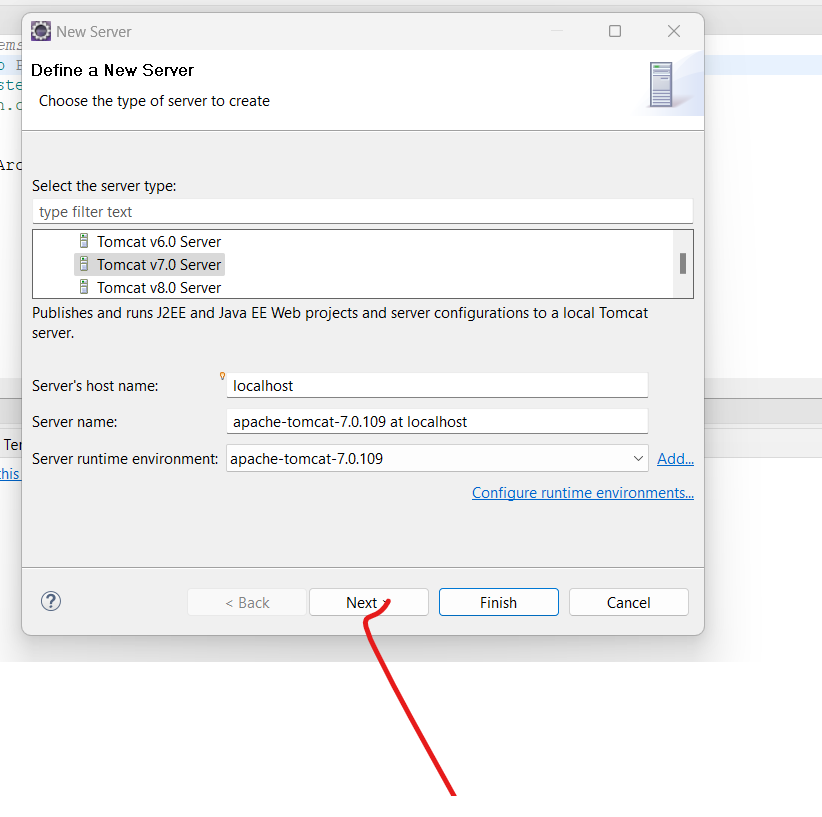 New Server
Define a New Server
Choose the type of server to create
Select the server type:
type filter text
Tomcat v6.0 Server
Tomcat v7.0 Server
Tomcat v8.0 Server
Publishes and runs J2EE and Java EE Web projects and server configurations to a local Tomcat
server.
Server's host name: localhost
Server name: apache-tomcat-7.0.109 at localhost
Server runtime environment: apache-tomcat-7.0.109 Add...
Configure runtime environments...
this
< Back Next > Finish Cancel